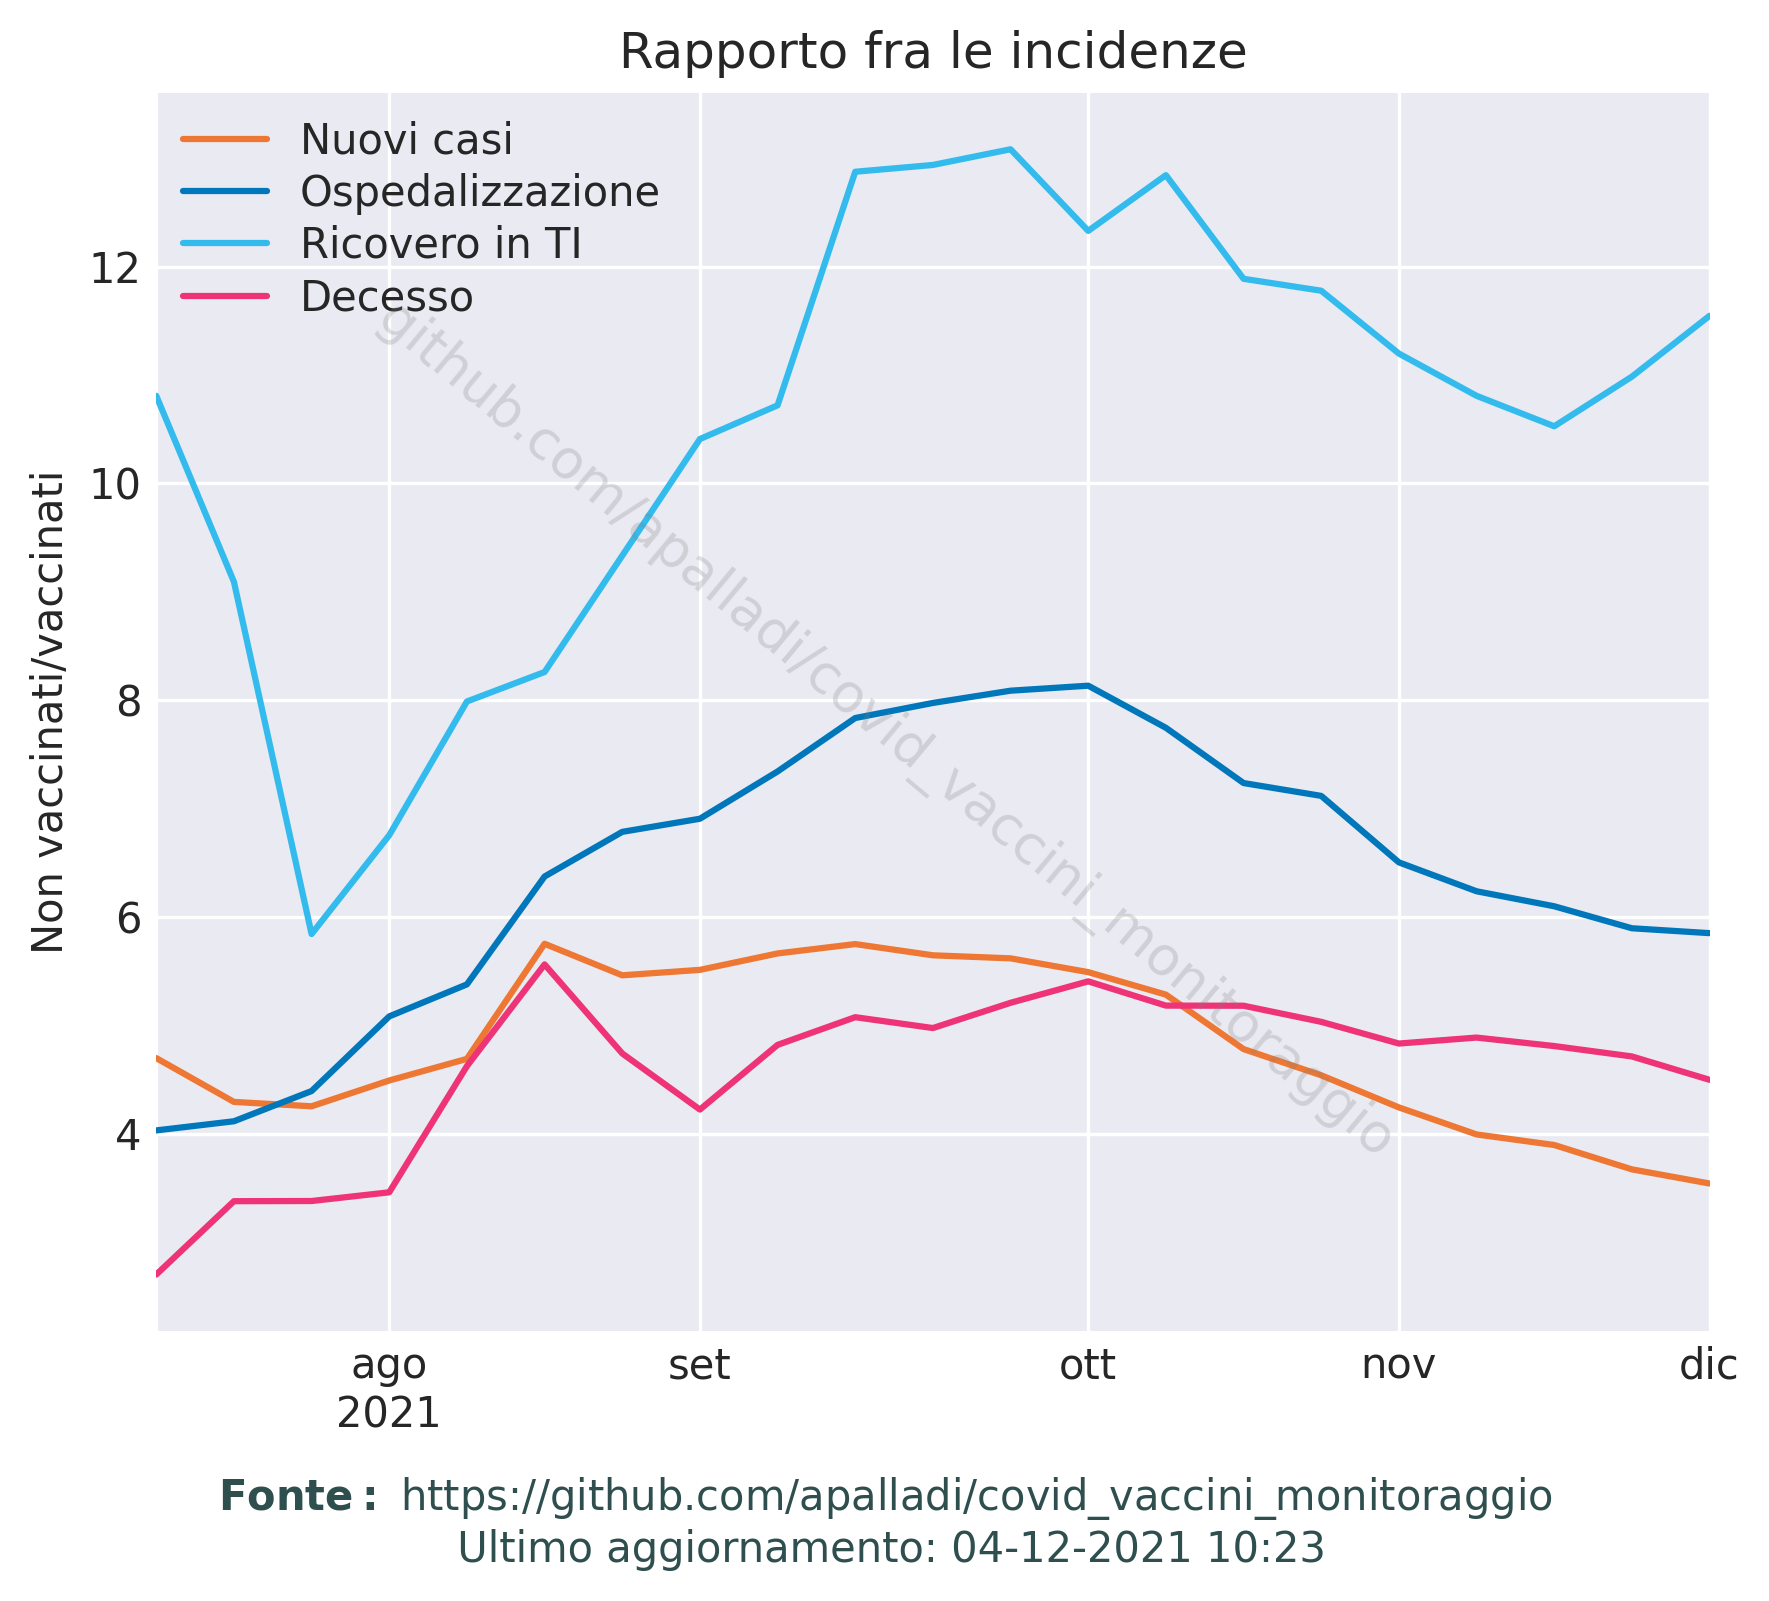 Rapporto fra le incidenze
Nuovi casi
Ospedalizzazione
Ricovero in TI
Decesso
github.com/apalladi/covid_vaccini_monitoraggio
Non vaccinati/vaccinati
12
10
8
6
4
ago
2021
set
ott
nov
dic
Fonte: https://github.com/apalladi/covid_vaccini_monitoraggio
Ultimo aggiornamento: 04-12-2021 10:23